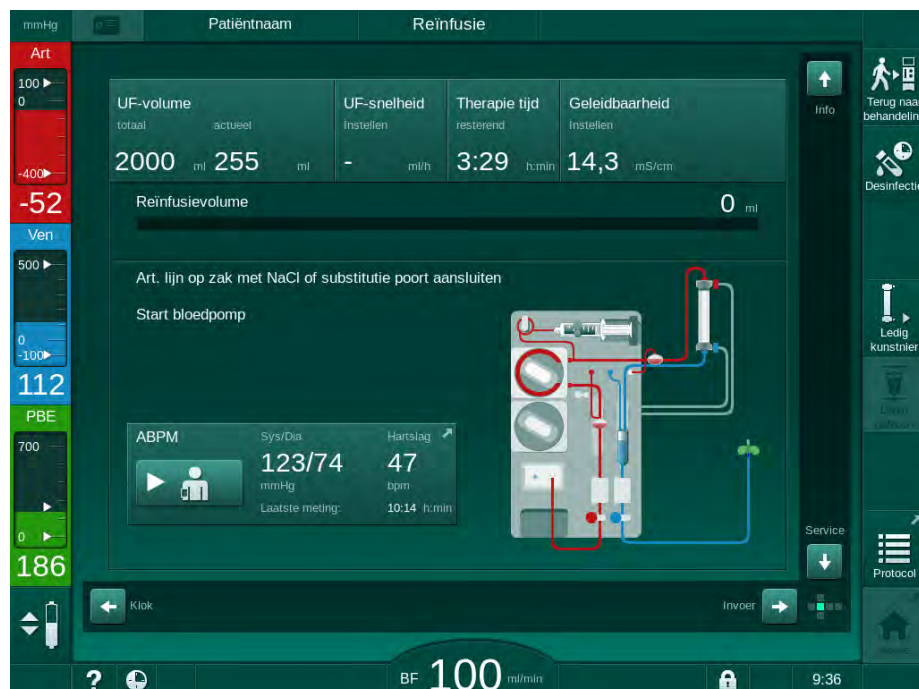 mmHg Patiëntnaam Reïnfusie
Art
100
0
-400
-52
Ven
500
0
-100
112
PBE
700
0
186
UF-volume UF-snelheid Therapie tijd Geleidbaarheid
totaal actueel Instellen resterend Instellen
2000 ml 255 ml - ml/h 3:29 h:min 14,3 mS/cm
Reïnfusievolume 0 ml
Art. lijn op zak met NaCl of substitutie poort aansluiten
Start bloedpomp
ABPM Sys/Dia Hartslag
123/74 47
mmHg bpm
Laatste meting: 10:14 h:min
Info
Service
Klok Invoer
Terug naar
behandeling
Desinfectie
Ledig
kunstnier
Protocol
? BF 100 ml/min 9:36